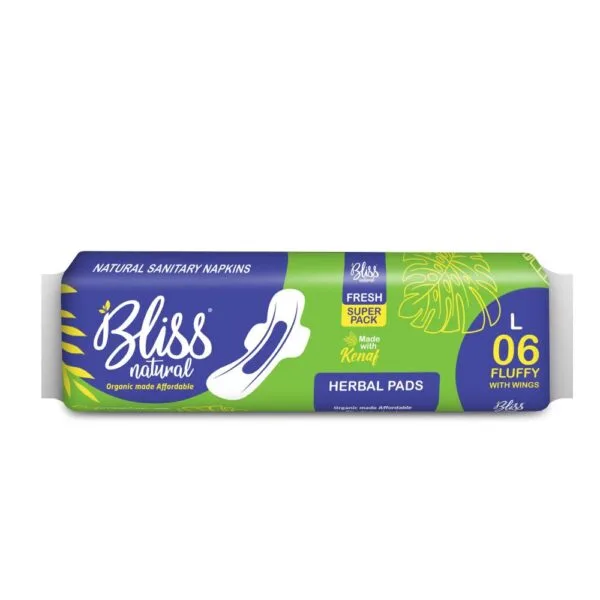 NATURAL SANITARY NAPKINS
Bliss®
natural
Organic made Affordable
Bliss
natural
FRESH
SUPER
PACK
Made
with
Kenaf
HERBAL PADS
Organic made Affordable
L
06
FLUFFY
WITH WINGS
Bliss